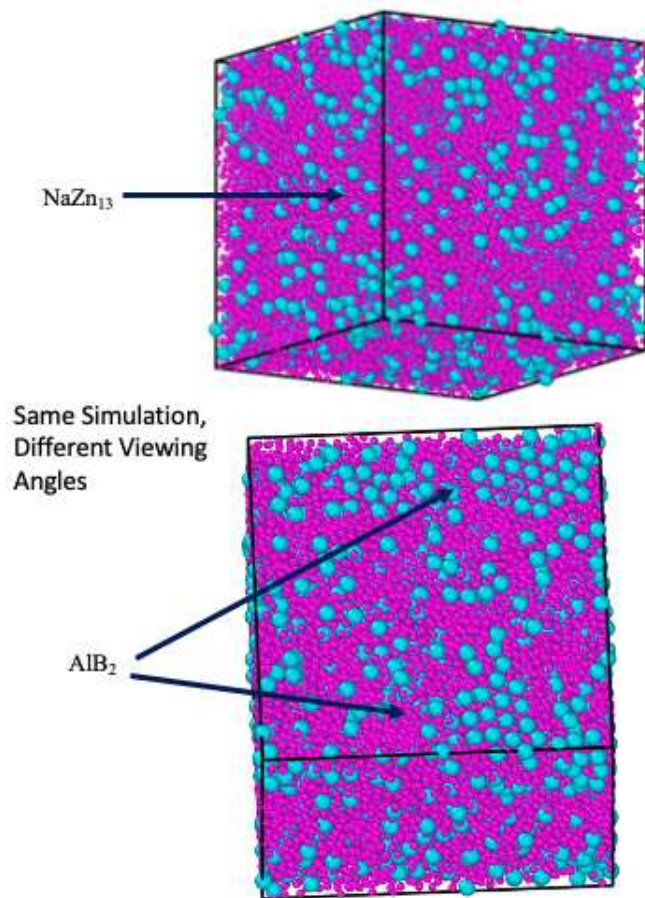 NaZn₁₃
Same Simulation,
Different Viewing
Angles
AlB₂